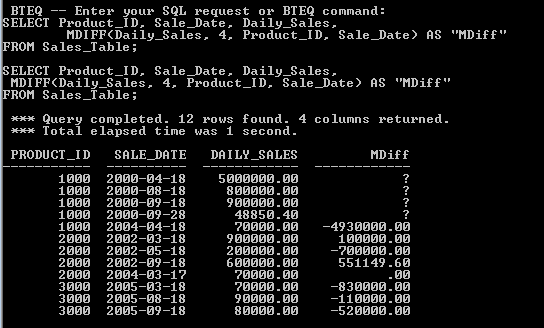 BTEQ -- Enter your SQL request or BTEQ command:
SELECT Product_ID, Sale_Date, Daily_Sales,
MDIFF(Daily_Sales, 4, Product_ID, Sale_Date) AS "MDiff"
FROM Sales_Table;
SELECT Product_ID, Sale_Date, Daily_Sales,
MDIFF(Daily_Sales, 4, Product_ID, Sale_Date) AS "MDiff"
FROM Sales_Table;
*** Query completed. 12 rows found. 4 columns returned.
*** Total elapsed time was 1 second.
PRODUCT_ID SALE_DATE DAILY_SALES MDiff
----------- ---------- ------------ -------------
1000 2000-04-18 5000000.00 ?
1000 2000-08-18 800000.00 ?
1000 2000-09-18 900000.00 ?
1000 2000-09-28 48850.40 ?
1000 2004-04-18 70000.00 -4930000.00
2000 2002-03-18 900000.00 100000.00
2000 2002-05-18 200000.00 -700000.00
2000 2002-09-18 600000.00 551149.60
2000 2004-03-17 70000.00 .00
3000 2005-03-18 70000.00 -830000.00
3000 2005-08-18 90000.00 -110000.00
3000 2005-09-18 80000.00 -520000.00